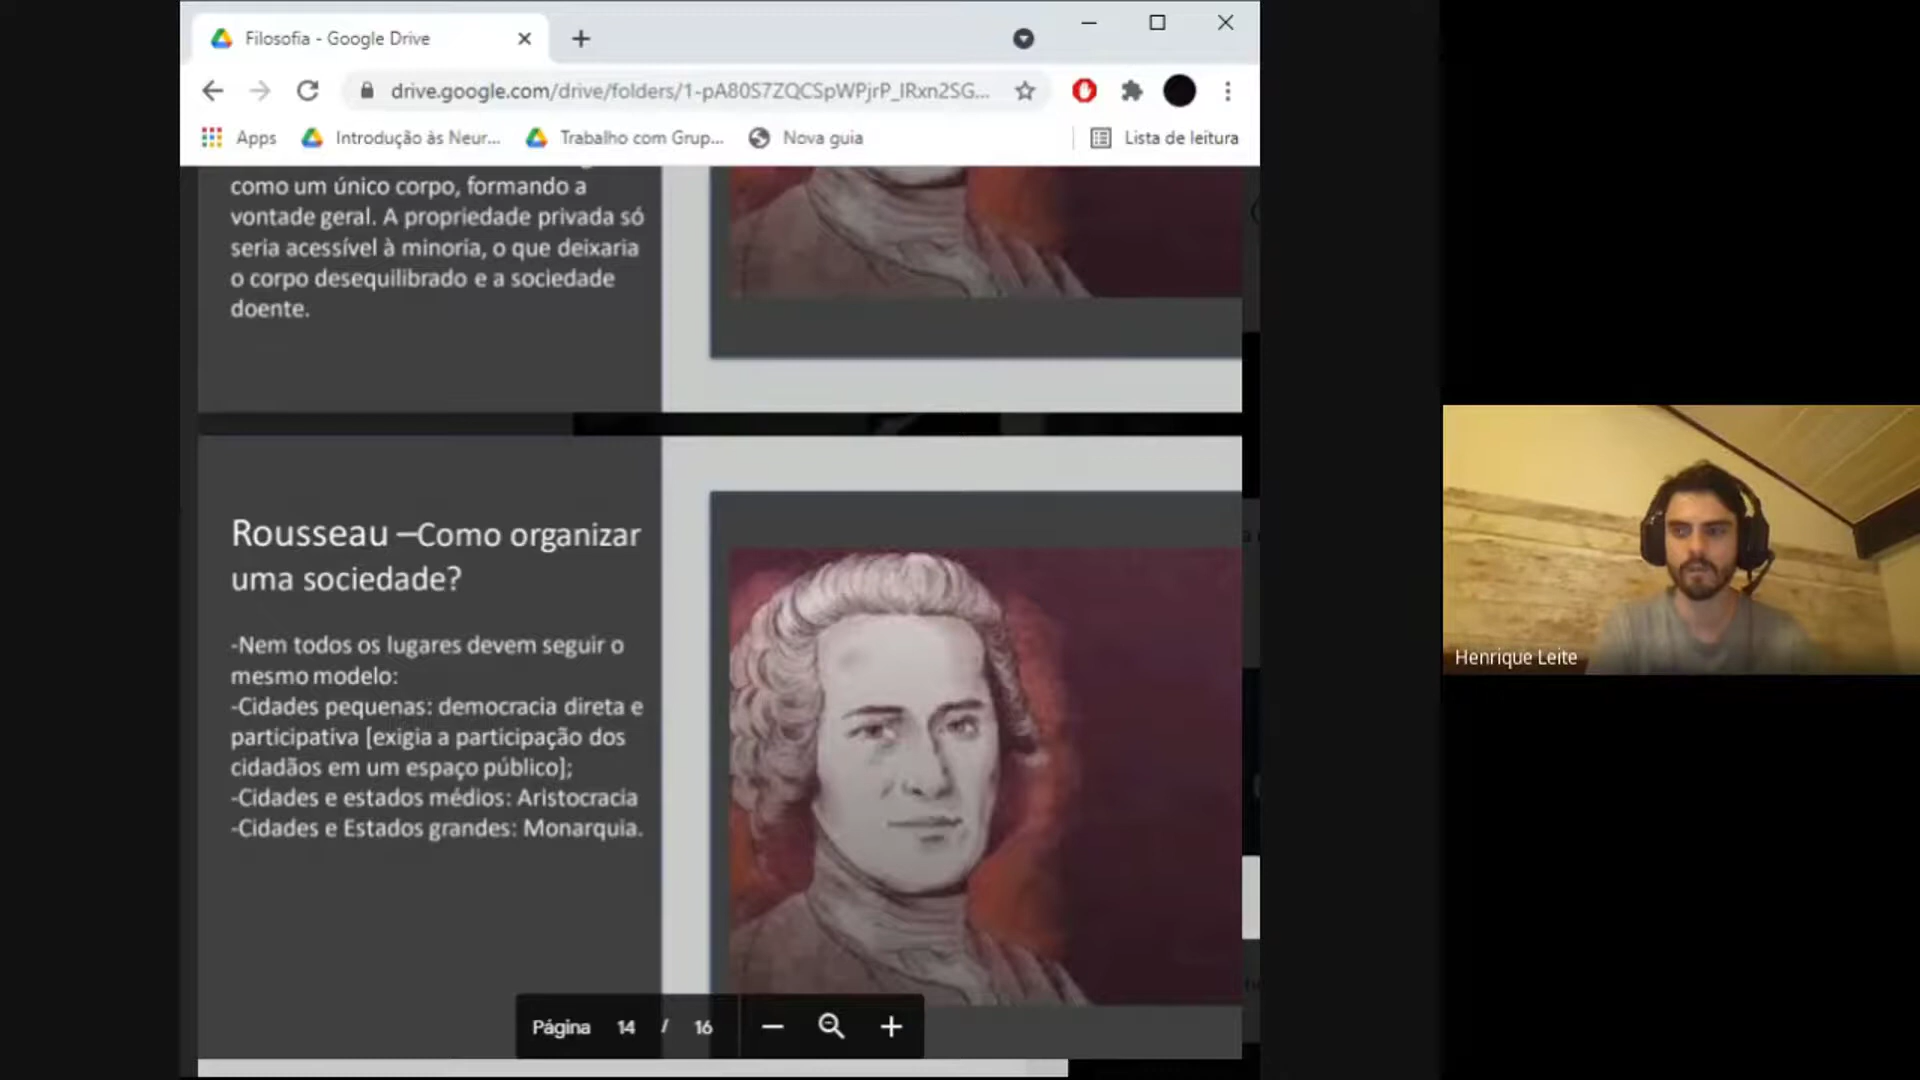 Filosofia - Google Drive
drive.google.com/drive/folders/1-pA80S7ZQCSpWPjrP_IRxn2SG...
Apps
Introdução às Neur...
Trabalho com Grup...
Nova guia
Lista de leitura
como um único corpo, formando a
vontade geral. A propriedade privada só
seria acessível à minoria, o que deixaria
o corpo desequilibrado e a sociedade
doente.
Rousseau –Como organizar
uma sociedade?
-Nem todos os lugares devem seguir o
mesmo modelo:
-Cidades pequenas: democracia direta e
participativa [exigia a participação dos
cidadãos em um espaço público];
-Cidades e estados médios: Aristocracia
-Cidades e Estados grandes: Monarquia.
Página 14 / 16
Henrique Leite